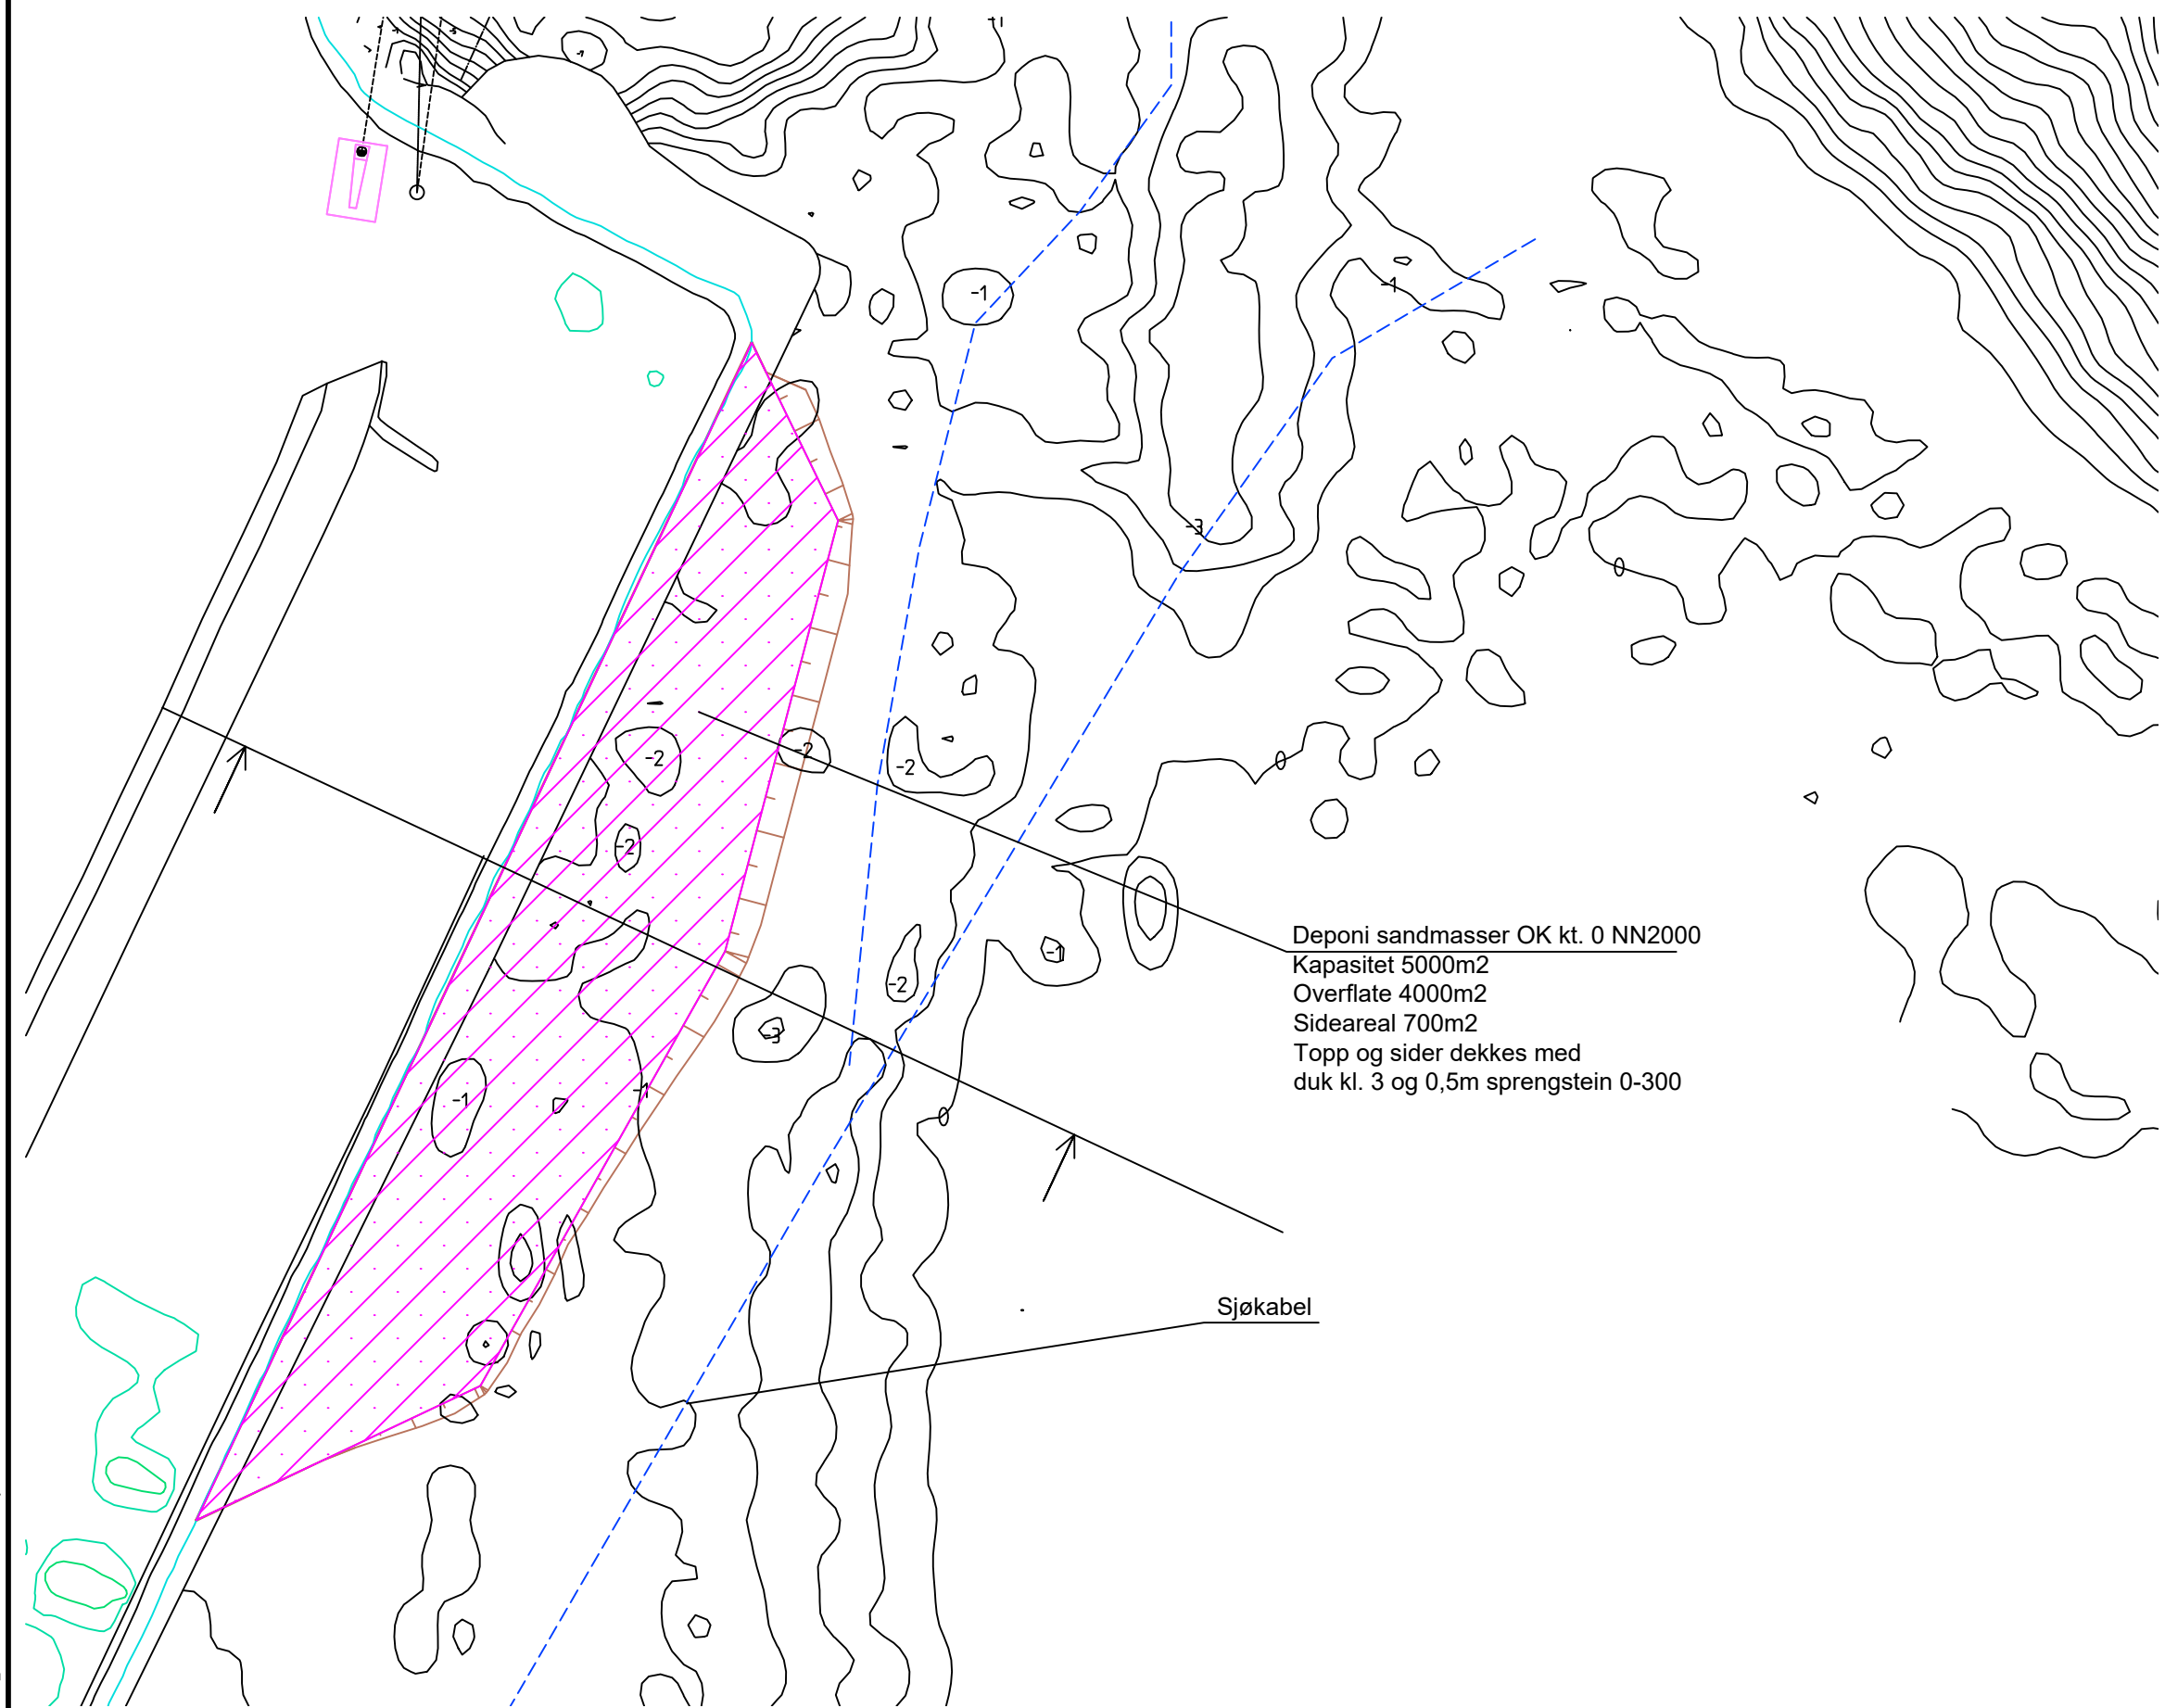 -1
-1
-1
-3
0
-2
-2
-2
-2
0
Deponi sandmasser OK kt. 0 NN2000
Kapasitet 5000m2
Overflate 4000m2
Sideareal 700m2
Topp og sider dekkes med
duk kl. 3 og 0,5m sprengstein 0-300
-1
-2
-3
-1
-1
0
Sjøkabel